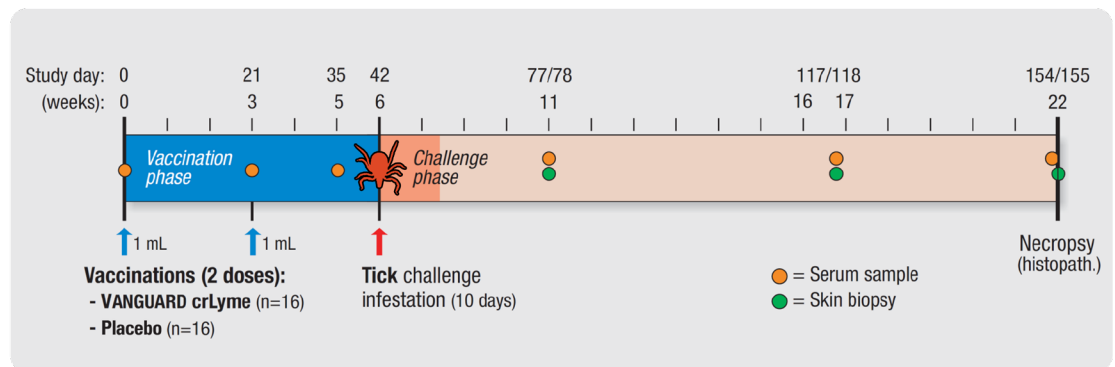 Study day: 0 21 35 42 77/78 117/118 154/155
(weeks): 0 3 5 6 11 16 17 22
Vaccination
phase
Challenge
phase
1 mL
1 mL
Vaccinations (2 doses):
- VANGUARD crLyme (n=16)
- Placebo (n=16)
Tick challenge
infestation (10 days)
= Serum sample
= Skin biopsy
Necropsy
(histopath.)